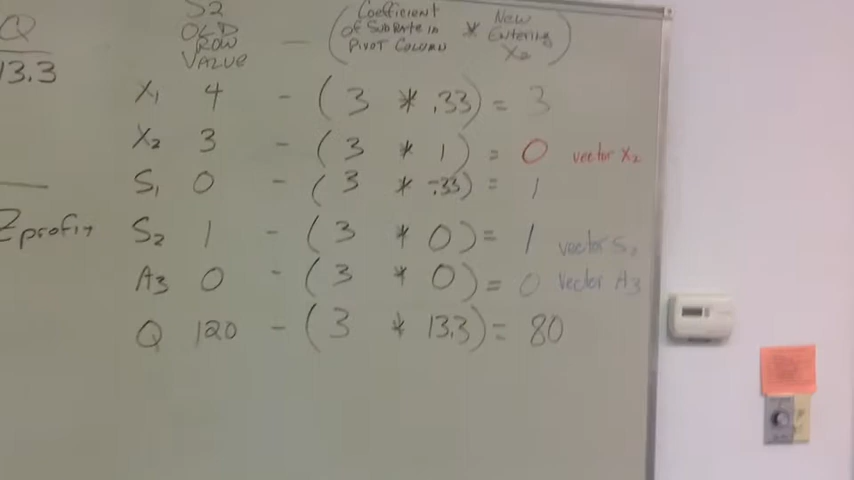 Q
13.3
Zprofit
S2
OLD
ROW
VALUE
— (Coefficient of Subrate in Pivot Column * New Entering X2)
X1 4 - (3 * .33) = 3
X2 3 - (3 * 1) = 0 vector X2
S1 0 - (3 * -.33) = 1
S2 1 - (3 * 0) = 1 vector S2
A3 0 - (3 * 0) = 0 vector A3
Q 120 - (3 * 13.3) = 80